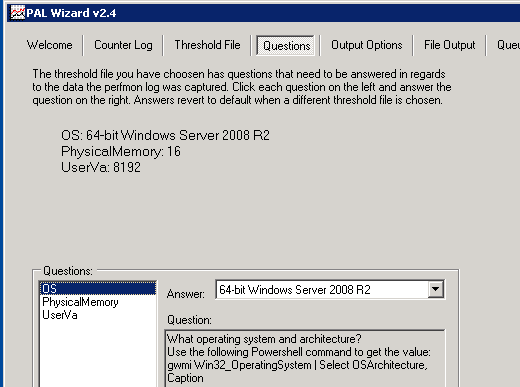 PAL Wizard v2.4
Welcome Counter Log Threshold File Questions Output Options File Output
The threshold file you have choosen has questions that need to be answered in regards
to the data the perfmon log was captured. Click each question on the left and answer the
question on the right. Answers revert to default when a different threshold file is chosen.
OS: 64-bit Windows Server 2008 R2
PhysicalMemory: 16
UserVa: 8192
Questions:
OS
PhysicalMemory
UserVa
Answer: 64-bit Windows Server 2008 R2
Question:
What operating system and architecture?
Use the following Powershell command to get the value:
gwmi Win32_OperatingSystem | Select OSArchitecture,
Caption